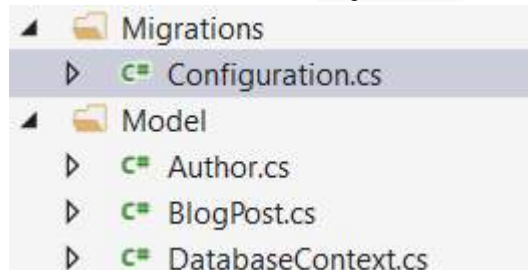 Migrations
C# Configuration.cs
Model
C# Author.cs
C# BlogPost.cs
C# DatabaseContext.cs